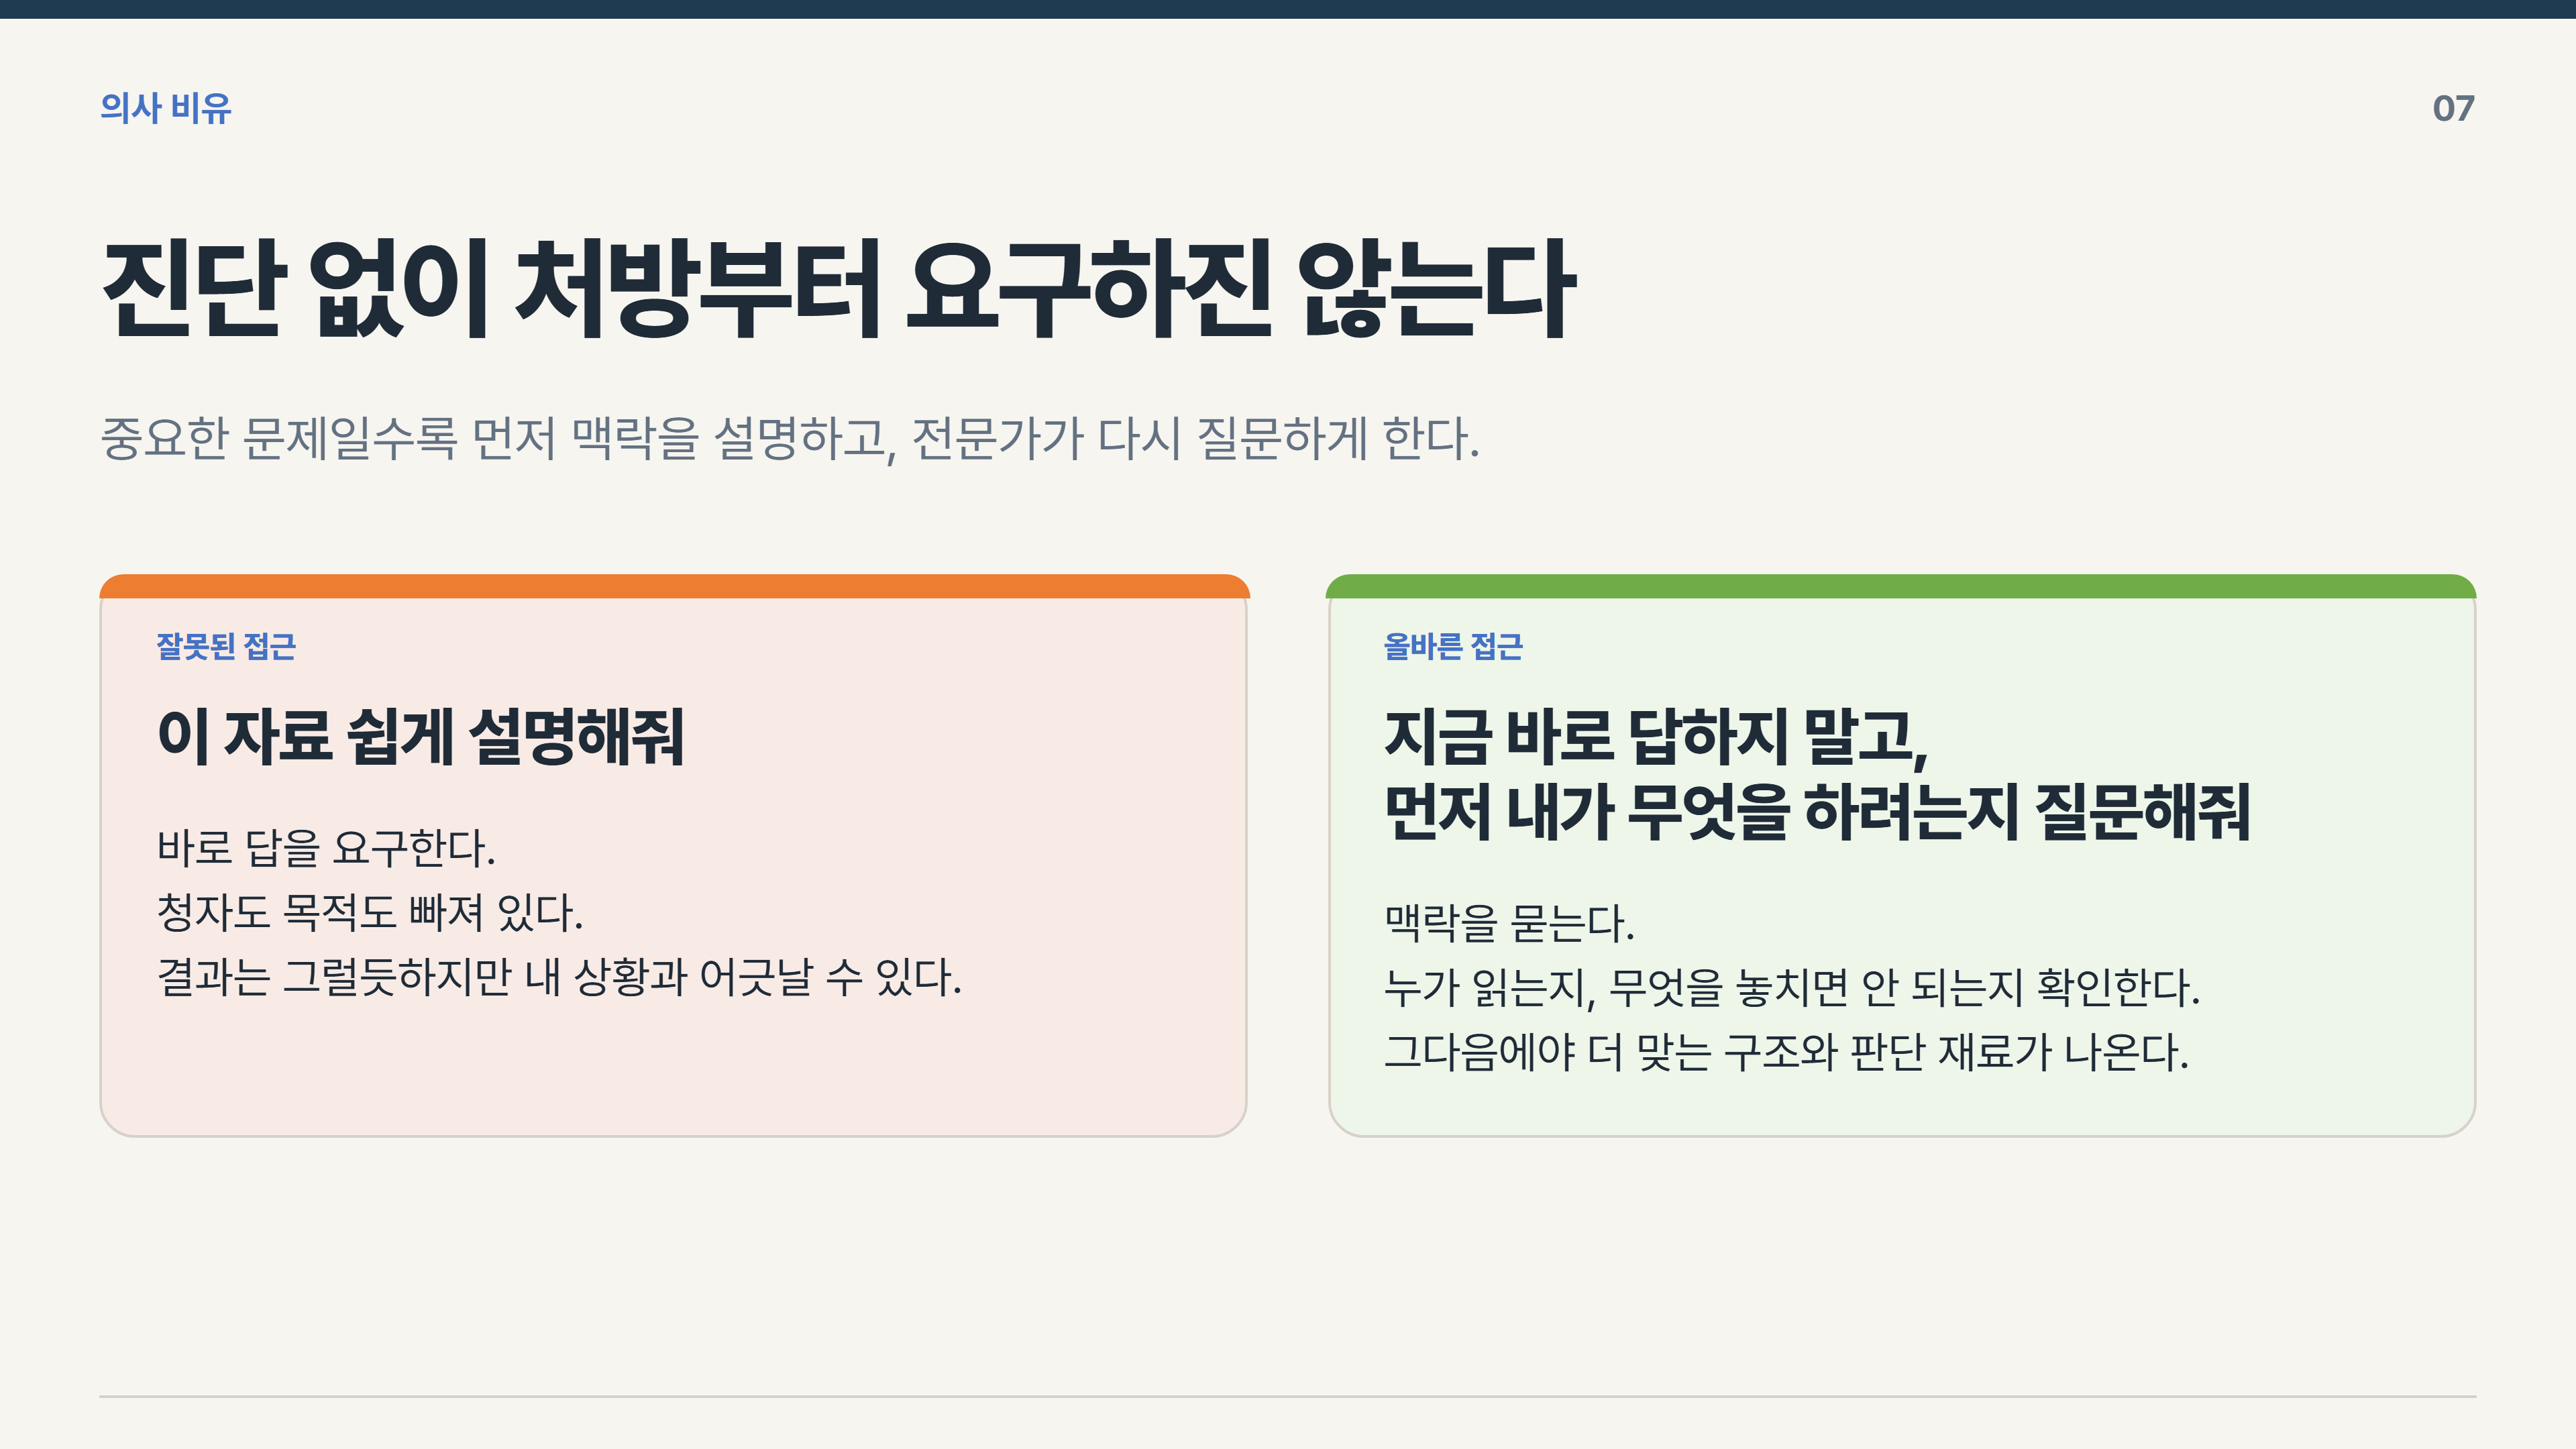 의사 비유
07
진단 없이 처방부터 요구하진 않는다
중요한 문제일수록 먼저 맥락을 설명하고, 전문가가 다시 질문하게 한다.
잘못된 접근
이 자료 쉽게 설명해줘
바로 답을 요구한다.
청자도 목적도 빠져 있다.
결과는 그럴듯하지만 내 상황과 어긋날 수 있다.
올바른 접근
지금 바로 답하지 말고,
먼저 내가 무엇을 하려는지 질문해줘
맥락을 묻는다.
누가 읽는지, 무엇을 놓치면 안 되는지 확인한다.
그다음에야 더 맞는 구조와 판단 재료가 나온다.